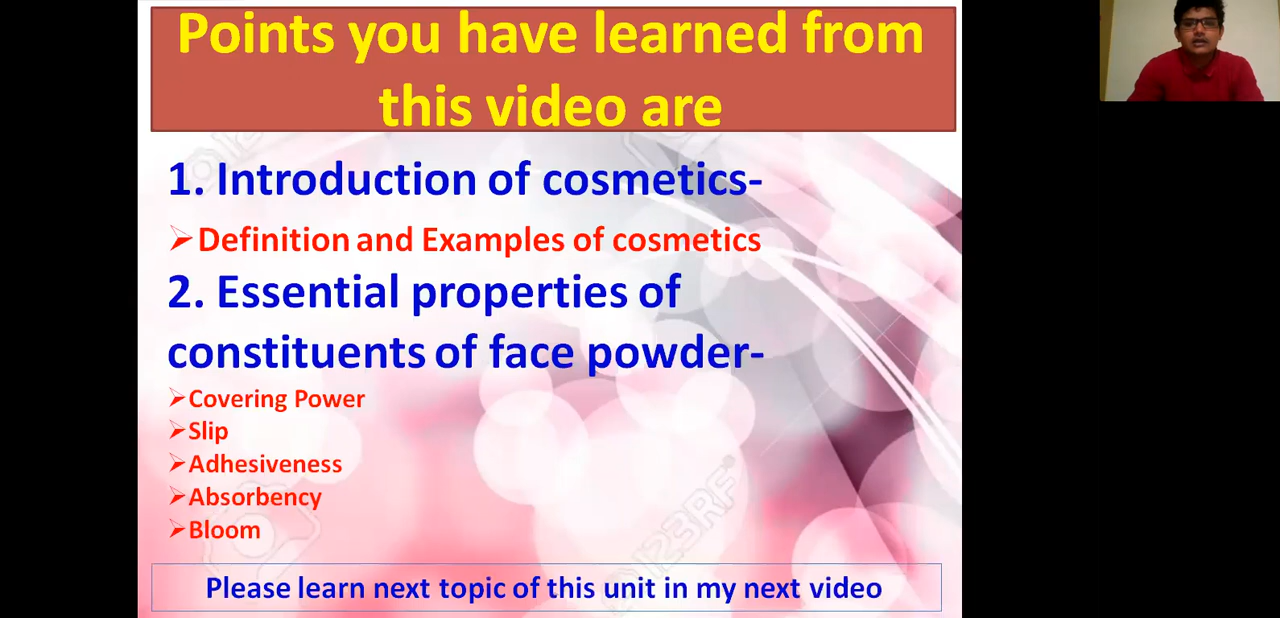 Points you have learned from
this video are
1. Introduction of cosmetics-
➢Definition and Examples of cosmetics
2. Essential properties of
constituents of face powder-
➢Covering Power
➢Slip
➢Adhesiveness
➢Absorbency
➢Bloom
123RF
Please learn next topic of this unit in my next video